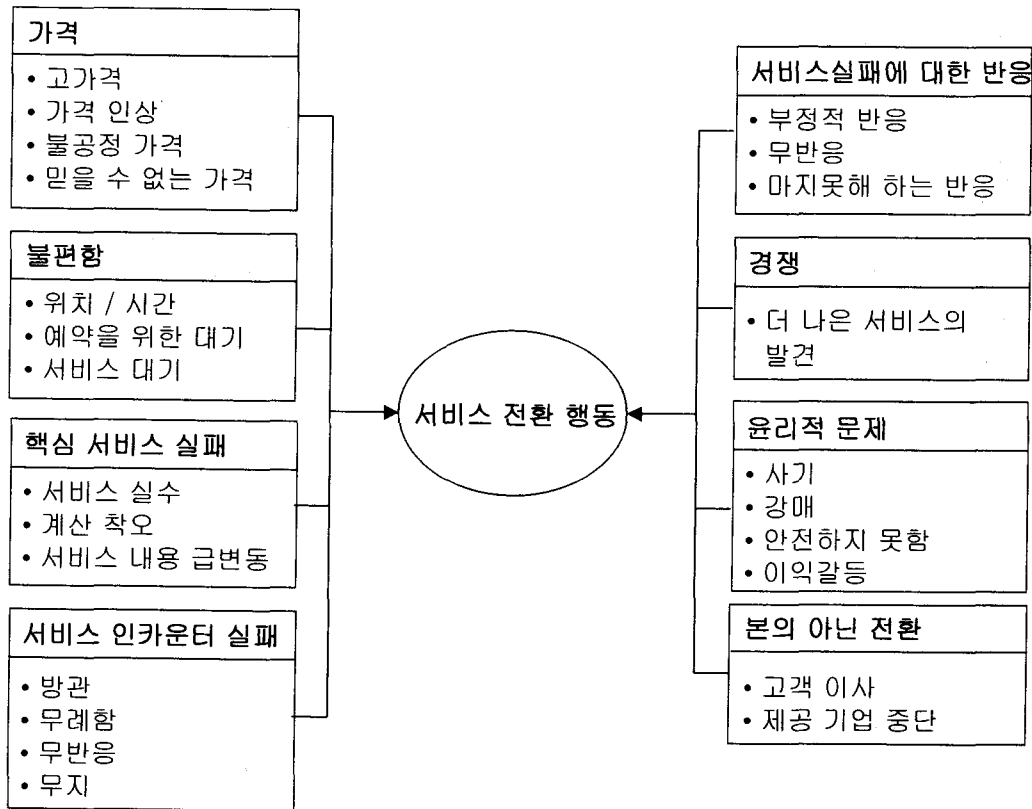 가격
• 고가격
• 가격 인상
• 불공정 가격
• 믿을 수 없는 가격
불편함
• 위치 / 시간
• 예약을 위한 대기
• 서비스 대기
핵심 서비스 실패
• 서비스 실수
• 계산 착오
• 서비스 내용 급변동
서비스 인카운터 실패
• 방관
• 무례함
• 무반응
• 무지
서비스 전환 행동
서비스실패에 대한 반응
• 부정적 반응
• 무반응
• 마지못해 하는 반응
경쟁
• 더 나은 서비스의
발견
윤리적 문제
• 사기
• 강매
• 안전하지 못함
• 이익갈등
본의 아닌 전환
• 고객 이사
• 제공 기업 중단